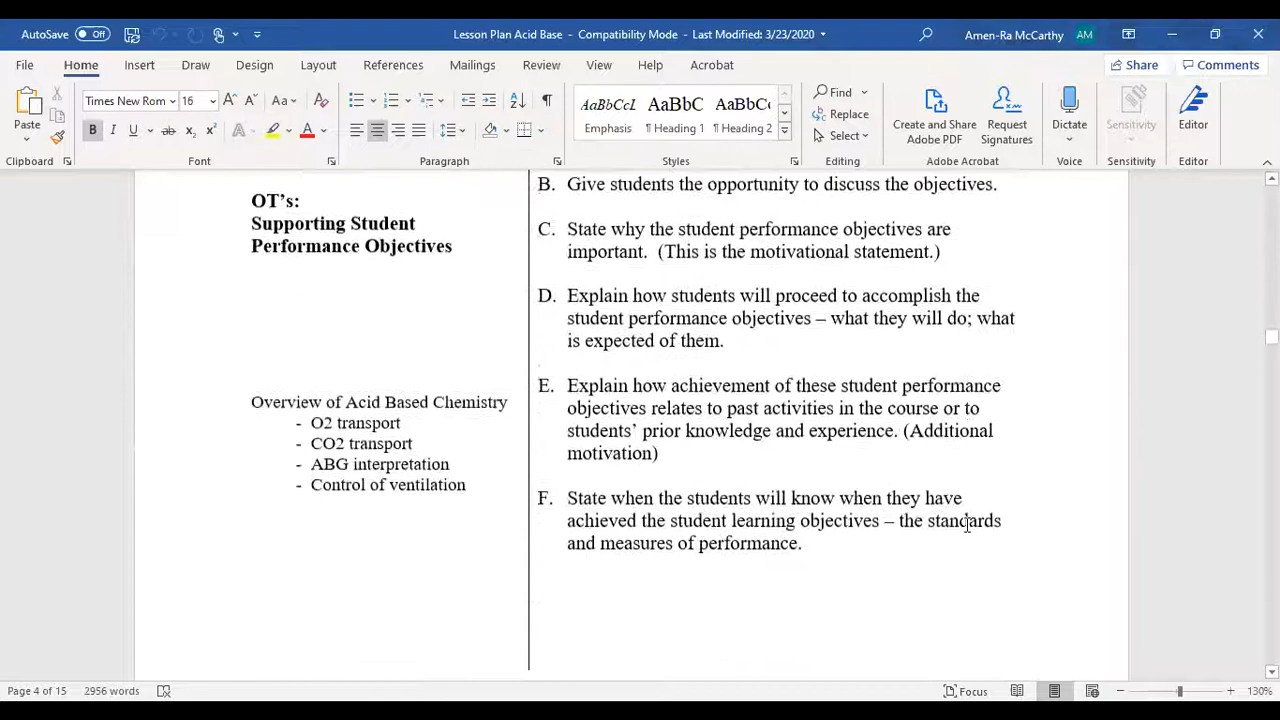 AutoSave Off
Lesson Plan Acid Base - Compatibility Mode - Last Modified: 3/23/2020
Amen-Ra McCarthy AM
File Home Insert Draw Design Layout References Mailings Review View Help Acrobat
Share Comments
Paste
Clipboard
Times New Rom 16
Aa
B I U ab x₂ x² A A
Font
Paragraph
AaBbCcL AaBbC AaBbC
Emphasis ¶ Heading 1 ¶ Heading 2
Styles
Find
Replace
Select
Editing
Create and Share
Adobe PDF
Request
Signatures
Adobe Acrobat
Dictate
Voice
Sensitivity
Sensitivity
Editor
Editor
OT's:
Supporting Student
Performance Objectives
Overview of Acid Based Chemistry
- O2 transport
- CO2 transport
- ABG interpretation
- Control of ventilation
B. Give students the opportunity to discuss the objectives.
C. State why the student performance objectives are
important. (This is the motivational statement.)
D. Explain how students will proceed to accomplish the
student performance objectives – what they will do; what
is expected of them.
E. Explain how achievement of these student performance
objectives relates to past activities in the course or to
students' prior knowledge and experience. (Additional
motivation)
F. State when the students will know when they have
achieved the student learning objectives – the standards
and measures of performance.
Page 4 of 15 2956 words
Focus
130%